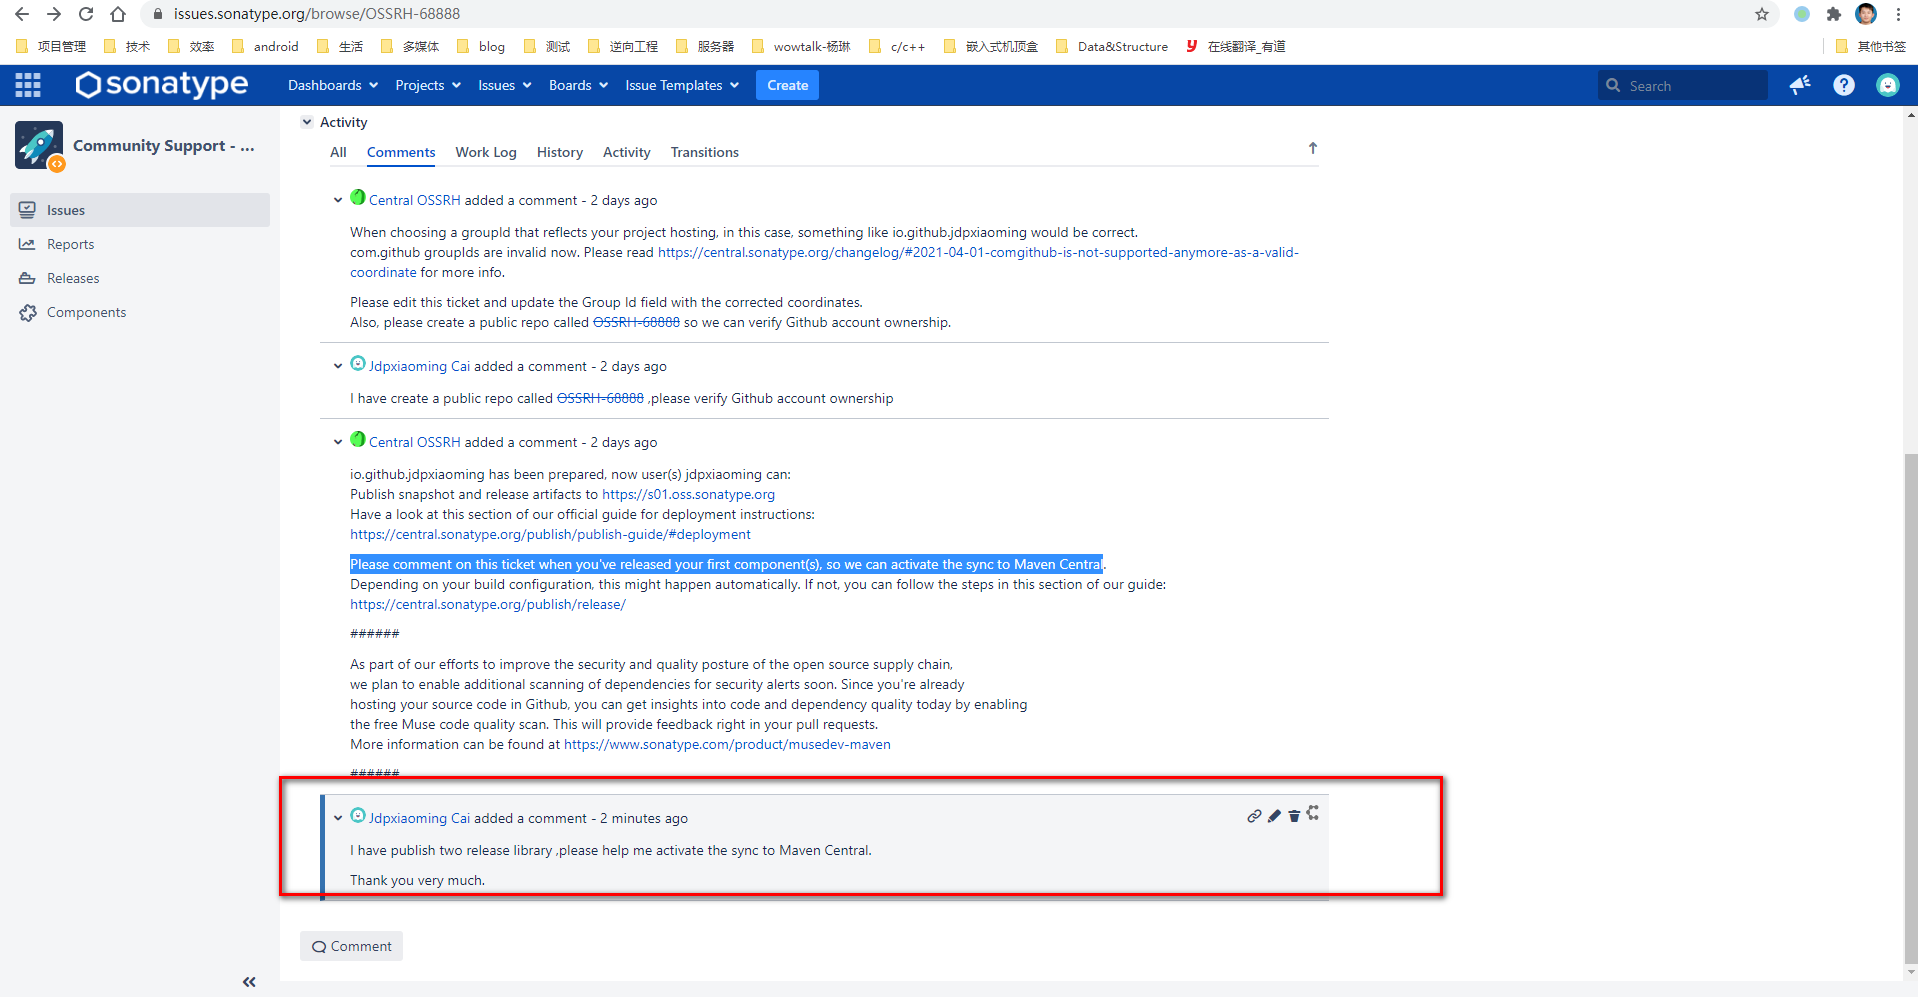 issues.sonatype.org/browse/OSSRH-68888
项目管理 技术 效率 android 生活 多媒体 blog 测试 逆向工程 服务器 wowtalk-杨琳 c/c++ 嵌入式机顶盒 Data&Structure 在线翻译_有道 其他书签
sonatype Dashboards Projects Issues Boards Issue Templates Create Search
Community Support - ...
Issues
Reports
Releases
Components
Activity
All Comments Work Log History Activity Transitions
Central OSSRH added a comment - 2 days ago
When choosing a groupId that reflects your project hosting, in this case, something like io.github.jdpxiaoming would be correct.
com.github groupIds are invalid now. Please read https://central.sonatype.org/changelog/#2021-04-01-comgithub-is-not-supported-anymore-as-a-valid-
coordinate for more info.
Please edit this ticket and update the Group Id field with the corrected coordinates.
Also, please create a public repo called OSSRH-68888 so we can verify Github account ownership.
Jdpxiaoming Cai added a comment - 2 days ago
I have create a public repo called OSSRH-68888 ,please verify Github account ownership
Central OSSRH added a comment - 2 days ago
io.github.jdpxiaoming has been prepared, now user(s) jdpxiaoming can:
Publish snapshot and release artifacts to https://s01.oss.sonatype.org
Have a look at this section of our official guide for deployment instructions:
https://central.sonatype.org/publish/publish-guide/#deployment
Please comment on this ticket when you've released your first component(s), so we can activate the sync to Maven Central.
Depending on your build configuration, this might happen automatically. If not, you can follow the steps in this section of our guide:
https://central.sonatype.org/publish/release/
######
As part of our efforts to improve the security and quality posture of the open source supply chain,
we plan to enable additional scanning of dependencies for security alerts soon. Since you're already
hosting your source code in Github, you can get insights into code and dependency quality today by enabling
the free Muse code quality scan. This will provide feedback right in your pull requests.
More information can be found at https://www.sonatype.com/product/musedev-maven
######
Jdpxiaoming Cai added a comment - 2 minutes ago
I have publish two release library ,please help me activate the sync to Maven Central.
Thank you very much.
Comment